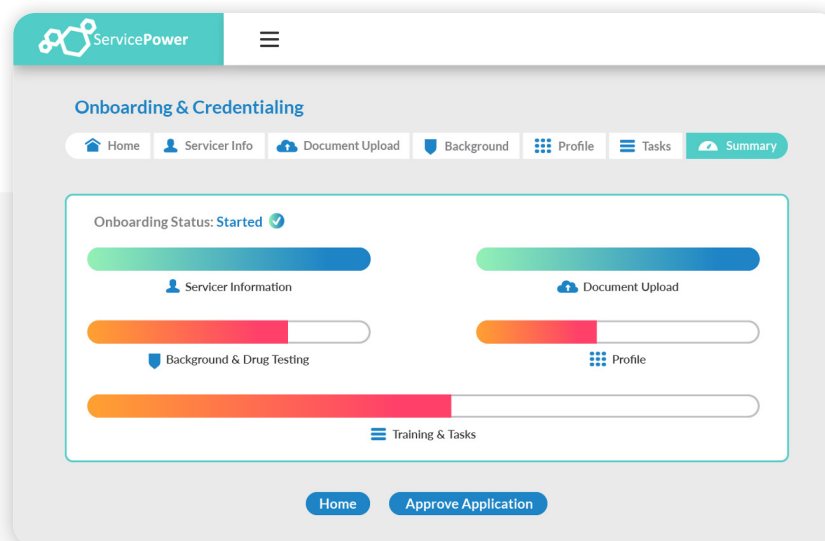 ServicePower
Onboarding & Credentialing
Home Servicer Info Document Upload Background Profile Tasks Summary
Onboarding Status: Started
Servicer Information Document Upload
Background & Drug Testing Profile
Training & Tasks
Home Approve Application